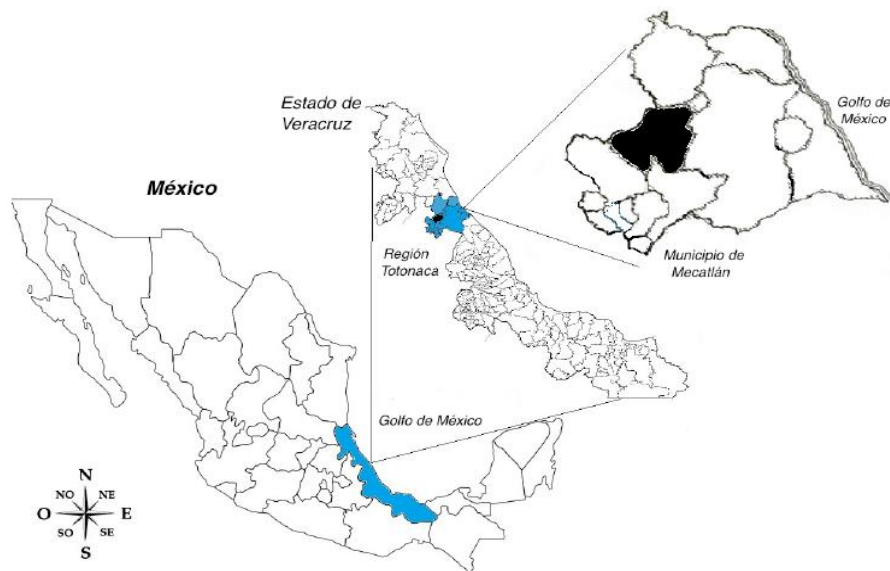 Estado de
Veracruz
Golfo de
México
México
Región
Totonaca
Municipio de
Mecatlán
Golfo de México
N
NO
NE
O
E
SO
SE
S